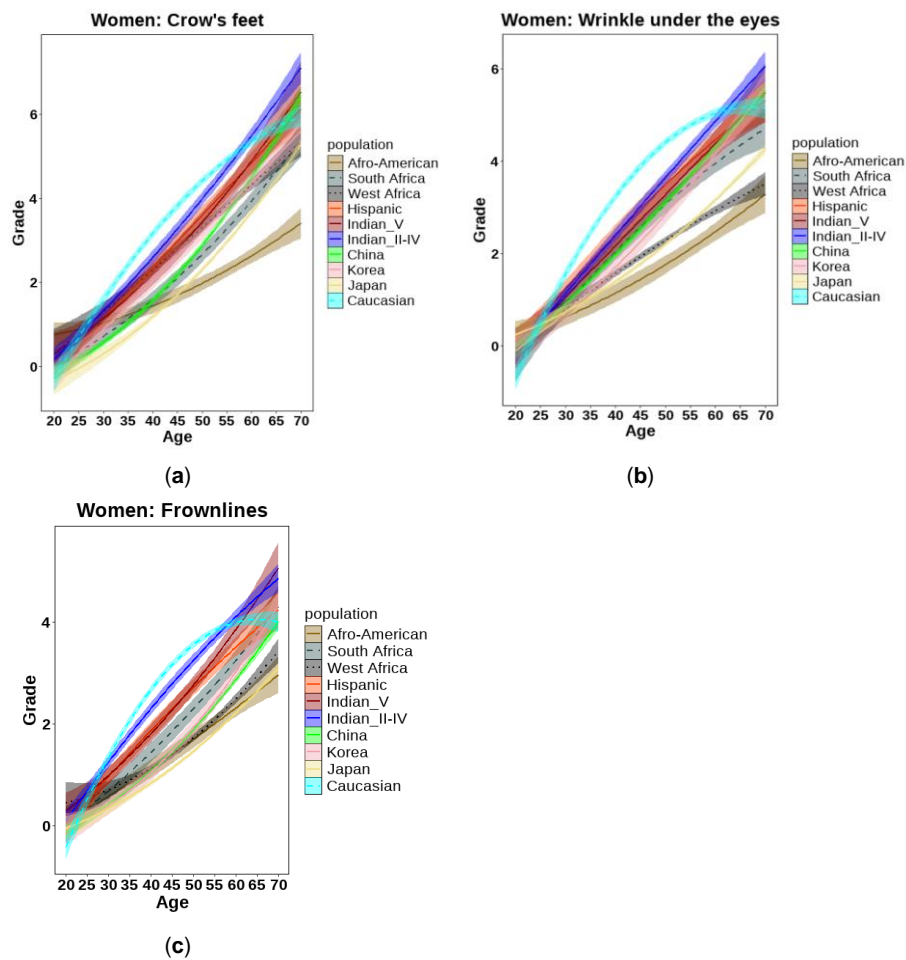 Women: Crow's feet
Grade
6
4
2
0
20 25 30 35 40 45 50 55 60 65 70
Age
population
Afro-American
South Africa
West Africa
Hispanic
Indian_V
Indian_II-IV
China
Korea
Japan
Caucasian
(a)
Women: Wrinkle under the eyes
Grade
6
4
2
0
20 25 30 35 40 45 50 55 60 65 70
Age
population
Afro-American
South Africa
West Africa
Hispanic
Indian_V
Indian_II-IV
China
Korea
Japan
Caucasian
(b)
Women: Frownlines
Grade
4
2
0
20 25 30 35 40 45 50 55 60 65 70
Age
population
Afro-American
South Africa
West Africa
Hispanic
Indian_V
Indian_II-IV
China
Korea
Japan
Caucasian
(c)